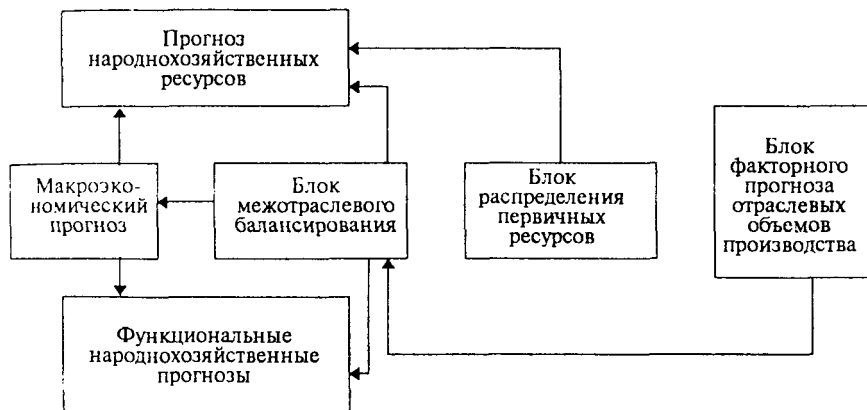 Прогноз
народнохозяйственных
ресурсов
Макроэко-
номический
прогноз
Блок
межотраслевого
балансирования
Блок
распределения
первичных
ресурсов
Блок
факторного
прогноза
отраслевых
объемов
производства
Функциональные
народнохозяйственные
прогнозы